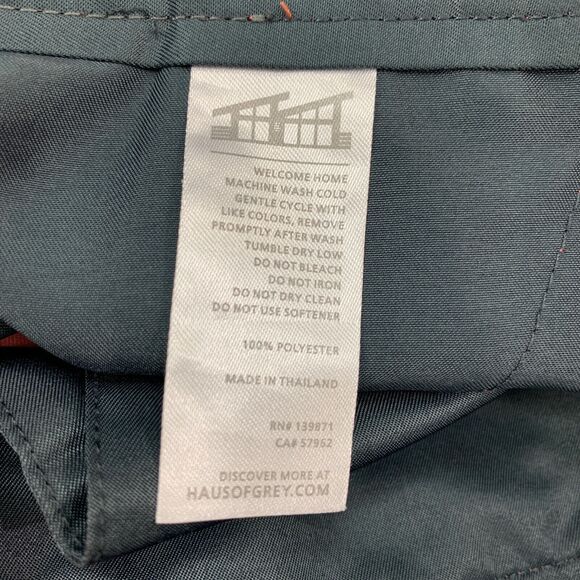 WELCOME HOME
MACHINE WASH COLD
GENTLE CYCLE WITH
LIKE COLORS, REMOVE
PROMPTLY AFTER WASH
TUMBLE DRY LOW
DO NOT BLEACH
DO NOT IRON
DO NOT DRY CLEAN
DO NOT USE SOFTENER
100% POLYESTER
MADE IN THAILAND
RN# 139871
CA# 57962
DISCOVER MORE AT
HAUSOFGREY.COM